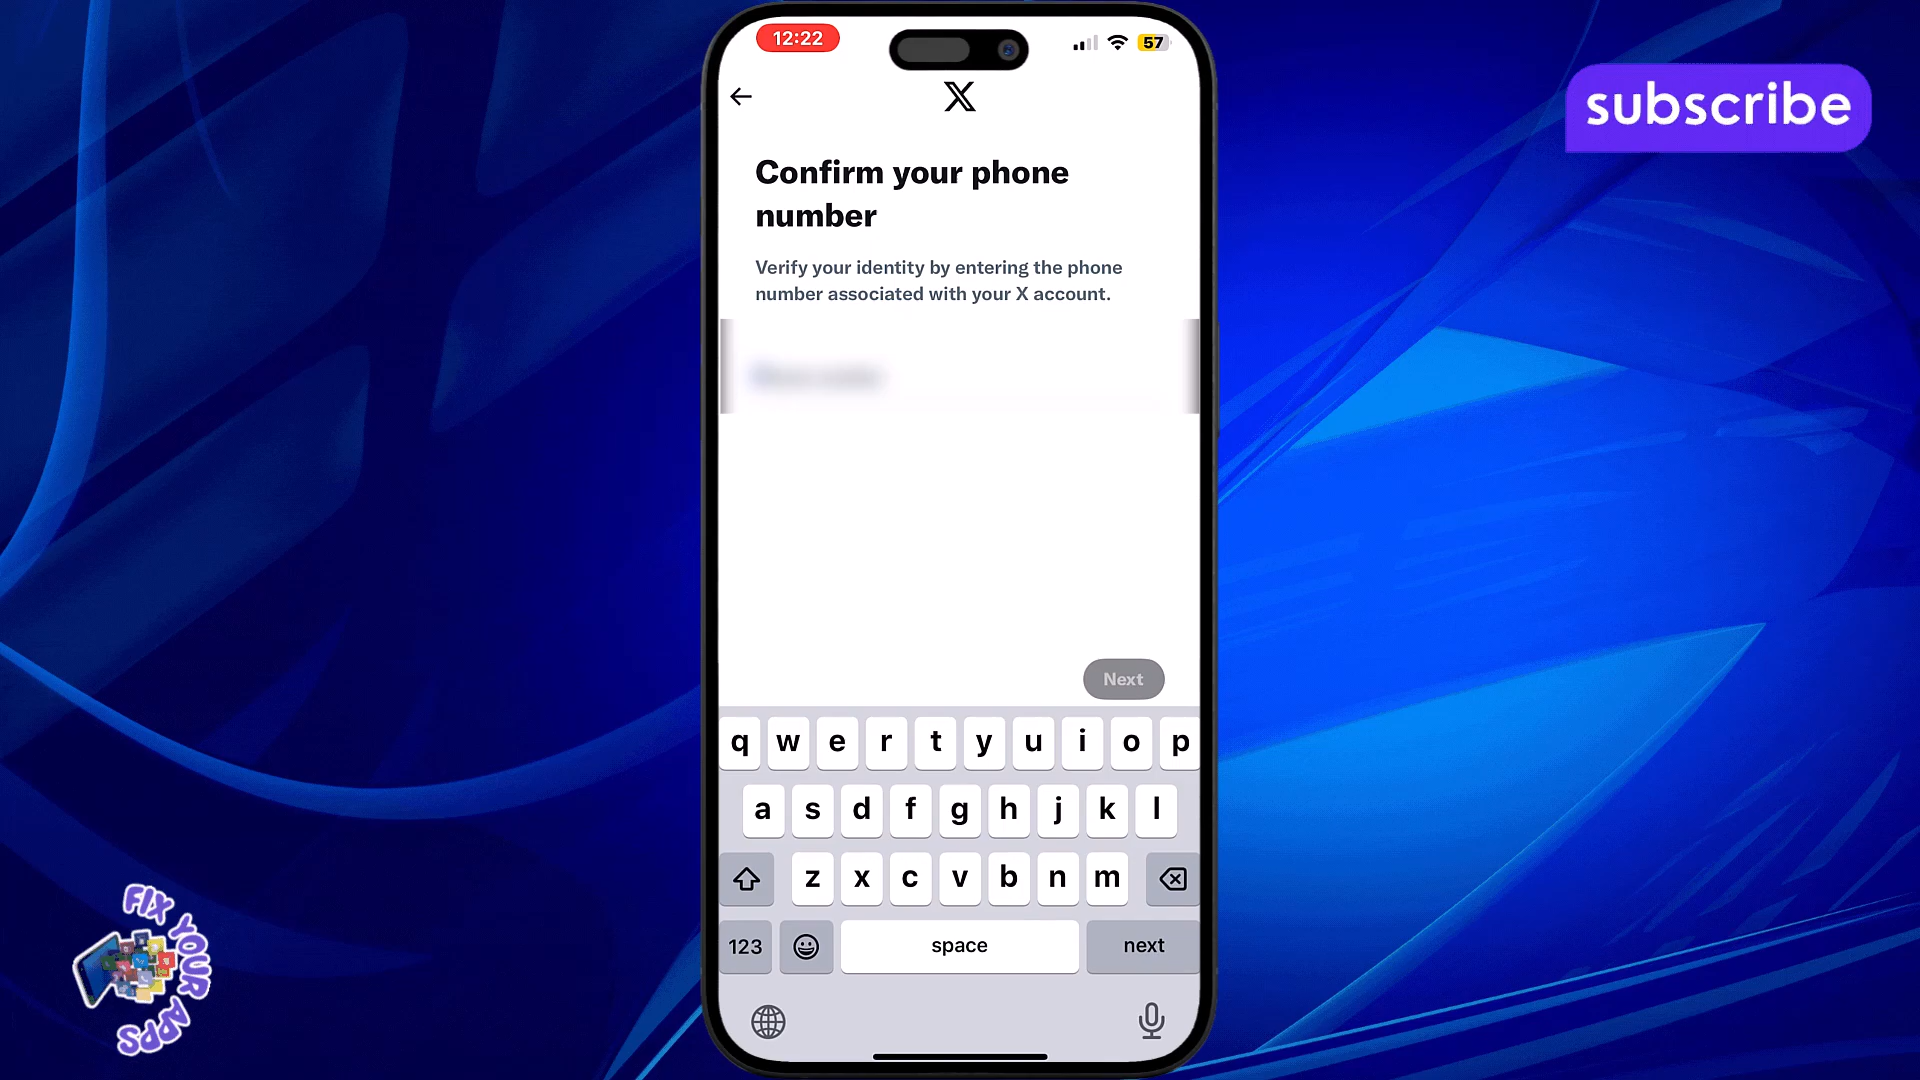 12:22
57
subscribe
Confirm your phone
number
Verify your identity by entering the phone
number associated with your X account.
Next
q w e r t y u i o p
a s d f g h j k l
z x c v b n m
123 space next
FIX YOUR APPS